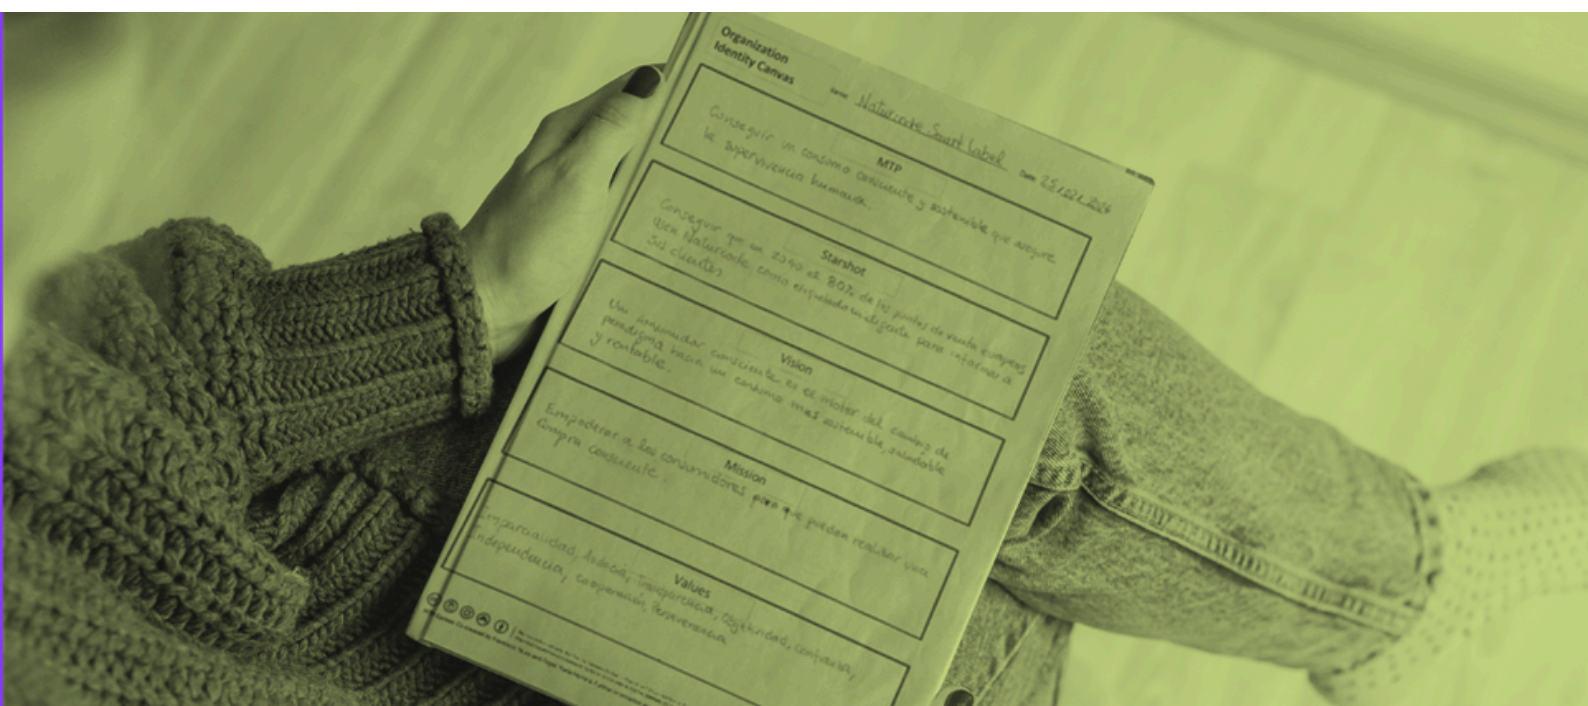 Organization
Identity Canvas
Name: Naturcode Smart Label
Date: 25/02/2024
MTP
Conseguir un consumo consciente y sostenible que asegure
la supervivencia humana.
Starshot
Conseguir que en 2040 el 80% de los puntos de venta europeos
usen Naturcode, como etiquetado inteligente para informar a
sus clientes
Vision
Un consumidor consciente, es el motor del cambio de
paradigma hacia un consumo más sostenible, saludable
y rentable.
Mission
Empoderar a los consumidores para que puedan realizar una
compra consciente.
Values
Imparcialidad, Audacia, Transparencia, objetividad, confianza,
independencia, cooperación, Perseverancia